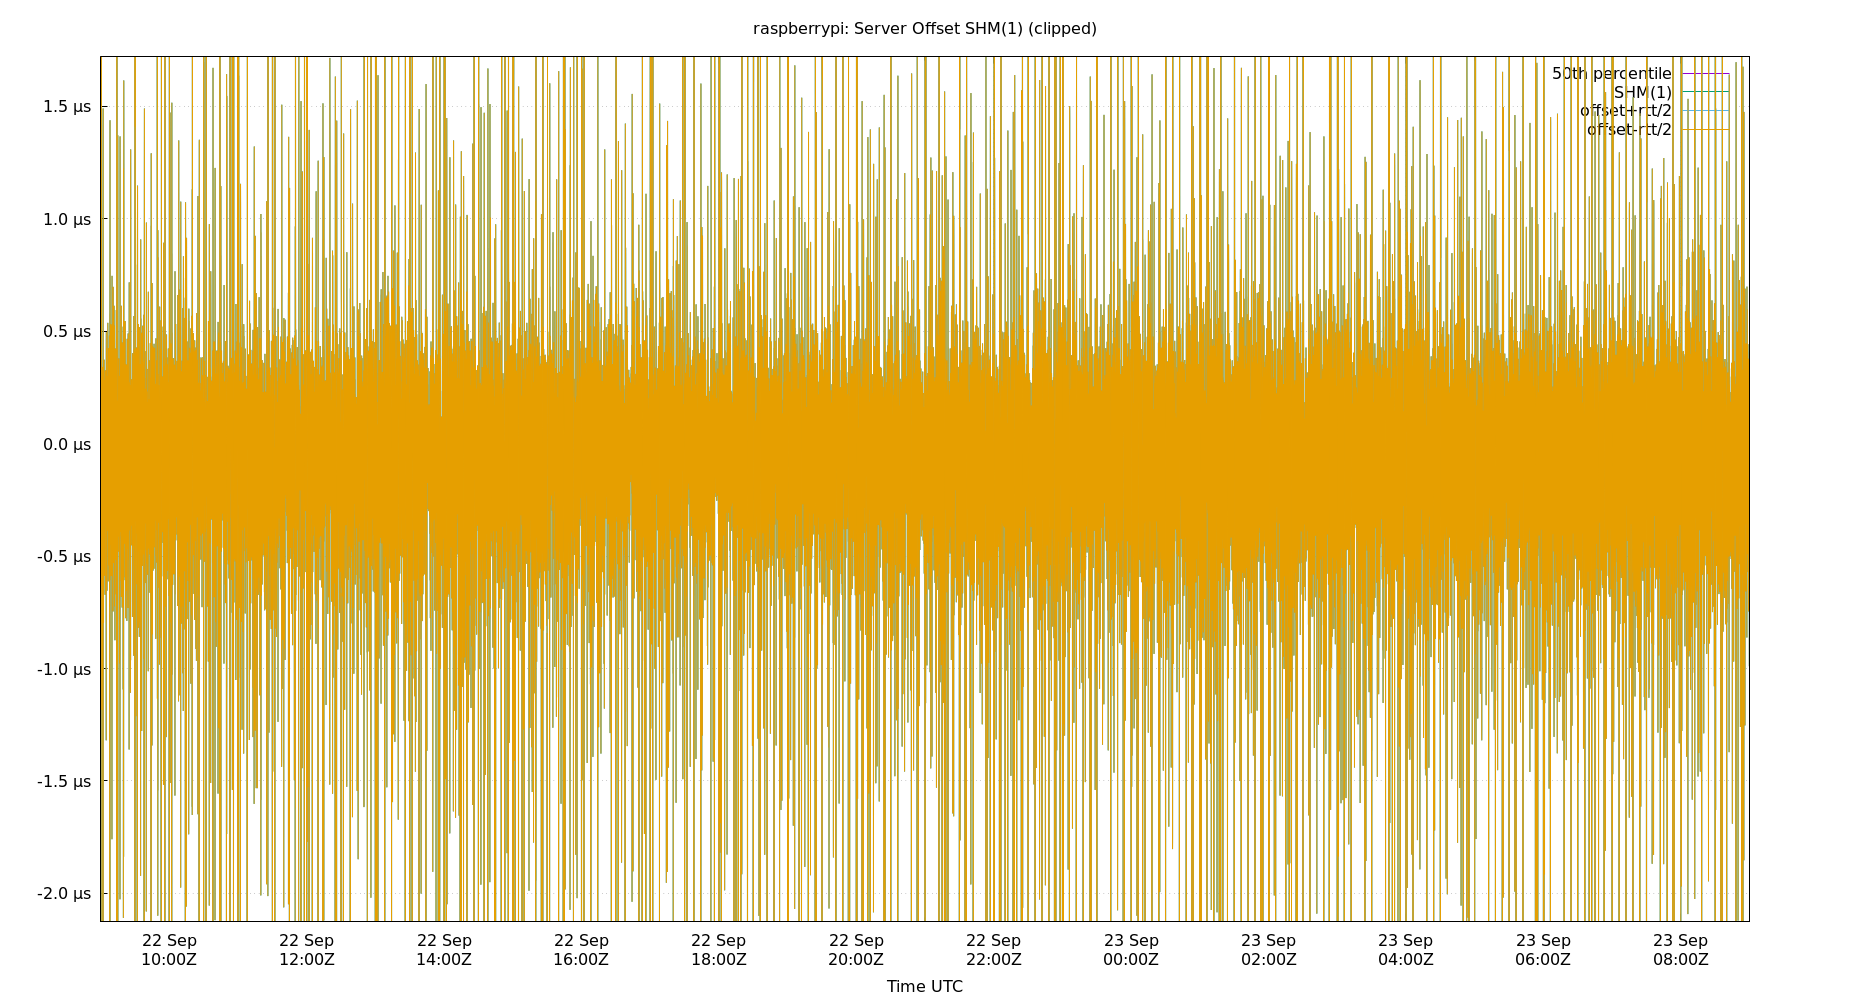 raspberrypi: Server Offset SHM(1) (clipped)
50th percentile
SHM(1)
offset+rtt/2
offset-rtt/2
1.5 µs
1.0 µs
0.5 µs
0.0 µs
-0.5 µs
-1.0 µs
-1.5 µs
-2.0 µs
22 Sep 22 Sep 22 Sep 22 Sep 22 Sep 22 Sep 22 Sep 23 Sep 23 Sep 23 Sep 23 Sep 23 Sep
10:00Z 12:00Z 14:00Z 16:00Z 18:00Z 20:00Z 22:00Z 00:00Z 02:00Z 04:00Z 06:00Z 08:00Z
Time UTC